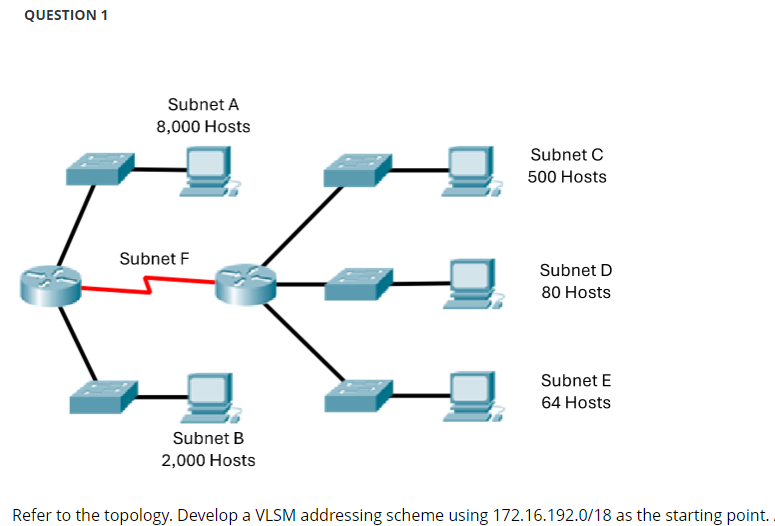 QUESTION 1
Subnet A
8,000 Hosts
Subnet C
500 Hosts
Subnet F
Subnet D
80 Hosts
Subnet E
64 Hosts
Subnet B
2,000 Hosts
Refer to the topology. Develop a VLSM addressing scheme using 172.16.192.0/18 as the starting point.